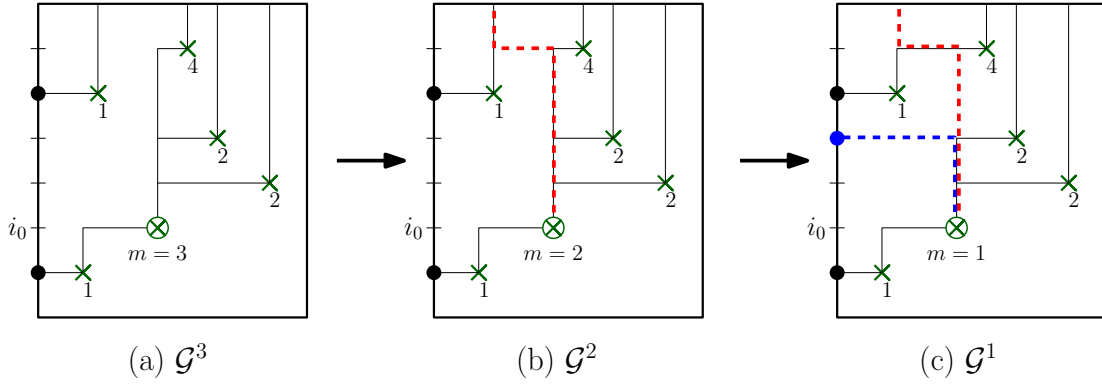 4 4 4
1 1 1
2 2 2
2 2 2
i₀ i₀ i₀
m = 3 m = 2 m = 1
1 1 1
(a) 𝒢³ (b) 𝒢² (c) 𝒢¹